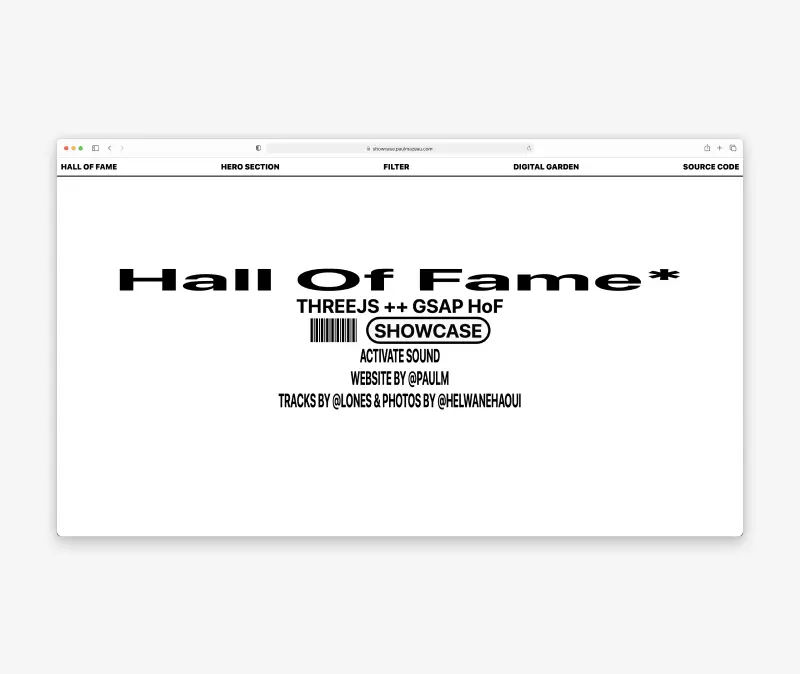 showcase.paulmazeau.com
HALL OF FAME HERO SECTION FILTER DIGITAL GARDEN SOURCE CODE
Hall Of Fame*
THREEJS ++ GSAP HoF
SHOWCASE
ACTIVATE SOUND
WEBSITE BY @PAULM
TRACKS BY @LONES & PHOTOS BY @HELWANEHAOUI